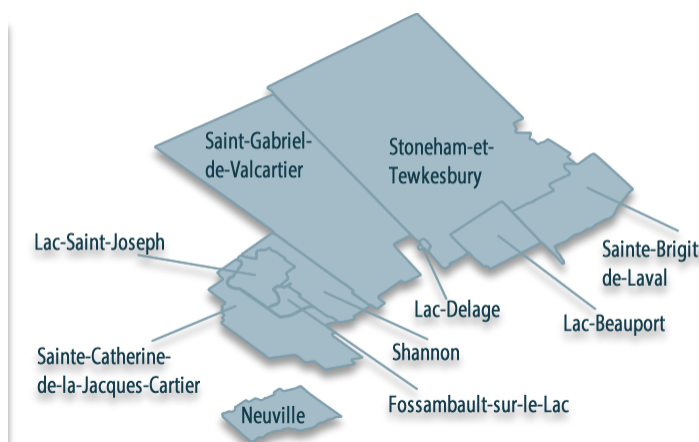 Saint-Gabriel-
de-Valcartier
Stoneham-et-
Tewkesbury
Lac-Saint-Joseph
Sainte-Brigit
de-Laval
Lac-Delage
Lac-Beauport
Shannon
Sainte-Catherine-
de-la-Jacques-Cartier
Fossambault-sur-le-Lac
Neuville